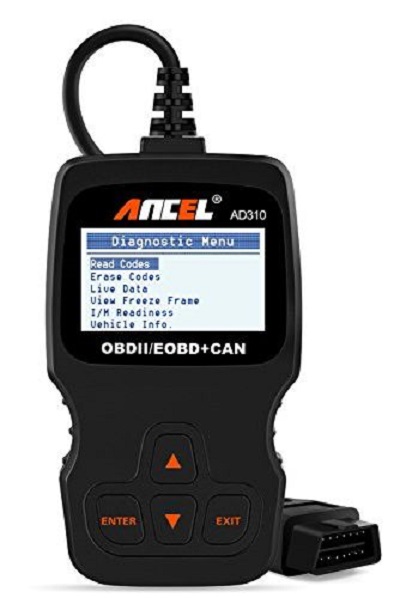 ANCEL®
AD310
Diagnostic Menu
Read Codes
Erase Codes
Live Data
View Freeze Frame
I/M Readiness
Vehicle Info.
OBDII/EOBD+CAN
ENTER
EXIT